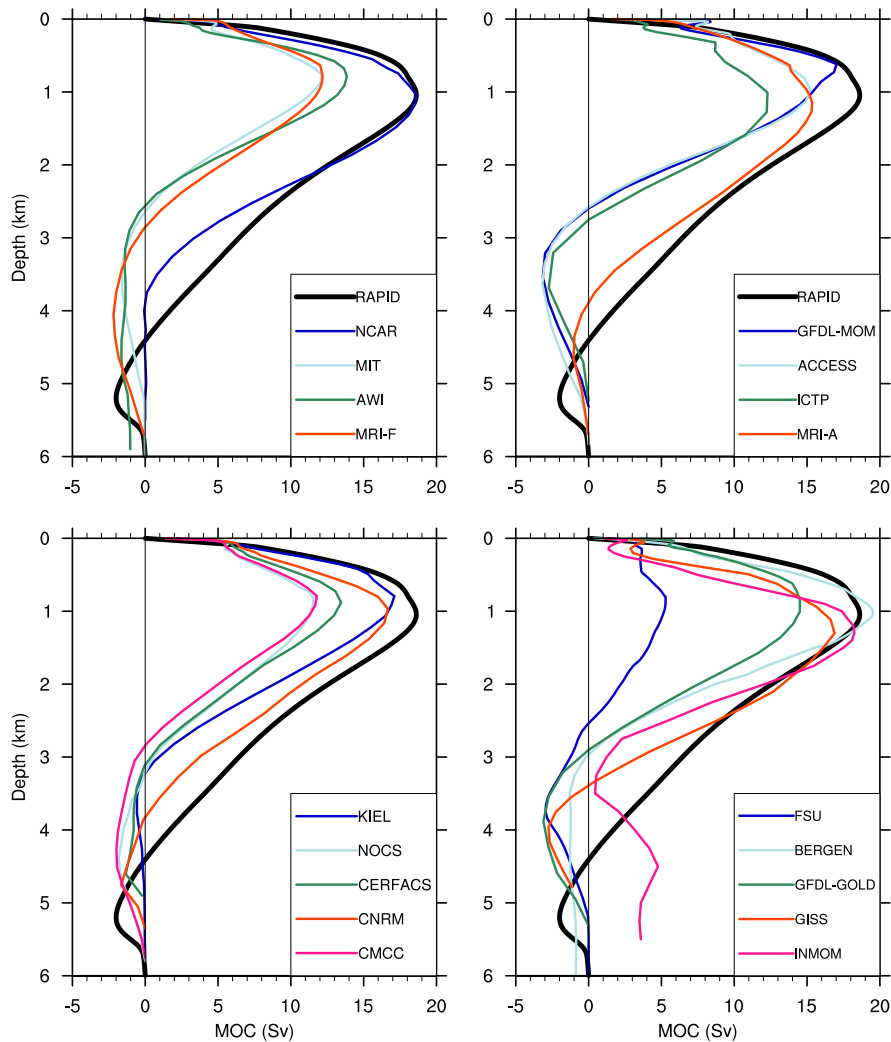 0
1
2
3
4
5
6
Depth (km)
-5 0 5 10 15 20
RAPID
NCAR
MIT
AWI
MRI-F
0
1
2
3
4
5
6
-5 0 5 10 15 20
RAPID
GFDL-MOM
ACCESS
ICTP
MRI-A
0
1
2
3
4
5
6
Depth (km)
-5 0 5 10 15 20
MOC (Sv)
KIEL
NOCS
CERFACS
CNRM
CMCC
0
1
2
3
4
5
6
-5 0 5 10 15 20
MOC (Sv)
FSU
BERGEN
GFDL-GOLD
GISS
INMOM